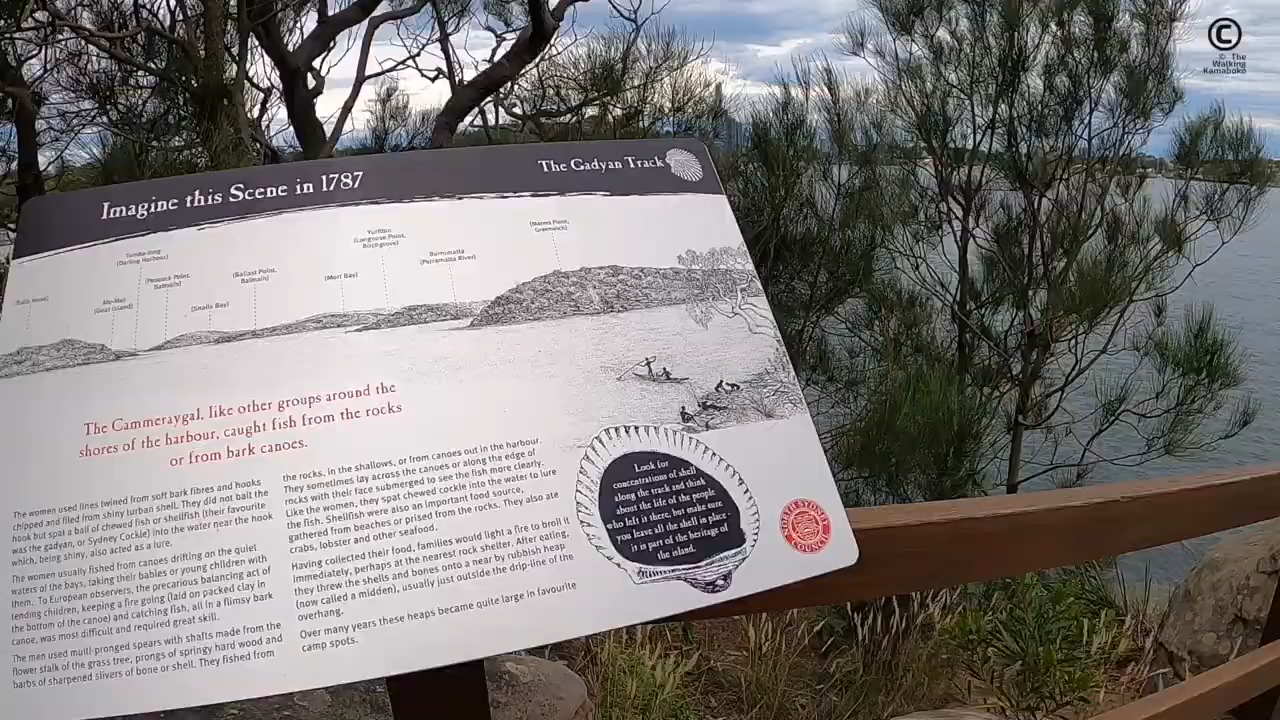 ©
© The
Walking
Kamaboko
Imagine this Scene in 1787
The Gadyan Track
(Balls Head)
Me-Mel
(Goat Island)
Tumba-long
(Darling Harbour)
(Peacock Point,
Balmain)
(Snails Bay)
(Ballast Point,
Balmain)
(Mort Bay)
Yurulbin
(Longnose Point,
Birchgrove)
Burramatta
(Parramatta River)
(Manns Point,
Greenwich)
The Cammeraygal, like other groups around the
shores of the harbour, caught fish from the rocks
or from bark canoes.
The women used lines twined from soft bark fibres and hooks
chipped and filed from shiny turban shell. They did not bait the
hook but spat a ball of chewed fish or shellfish (their favourite
was the gadyan, or Sydney Cockle) into the water near the hook
which, being shiny, also acted as a lure.
The women usually fished from canoes drifting on the quiet
waters of the bays, taking their babies or young children with
them. To European observers, the precarious balancing act of
tending children, keeping a fire going (laid on packed clay in
the bottom of the canoe) and catching fish, all in a flimsy bark
canoe, was most difficult and required great skill.
The men used multi-pronged spears with shafts made from the
flower stalk of the grass tree, prongs of springy hard wood and
barbs of sharpened slivers of bone or shell. They fished from
the rocks, in the shallows, or from canoes out in the harbour.
They sometimes lay across the canoes or along the edge of
rocks with their face submerged to see the fish more clearly.
Like the women, they spat chewed cockle into the water to lure
the fish. Shellfish were also an important food source,
gathered from beaches or prised from the rocks. They also ate
crabs, lobster and other seafood.
Having collected their food, families would light a fire to broil it
immediately, perhaps at the nearest rock shelter. After eating,
they threw the shells and bones onto a near by rubbish heap
(now called a midden), usually just outside the drip-line of the
overhang.
Over many years these heaps became quite large in favourite
camp spots.
Look for
concentrations of shell
along the track and think
about the life of the people
who left it there, but make sure
you leave all the shell in place -
it is part of the heritage of
the island.
NORTH SYDNEY
COUNCIL